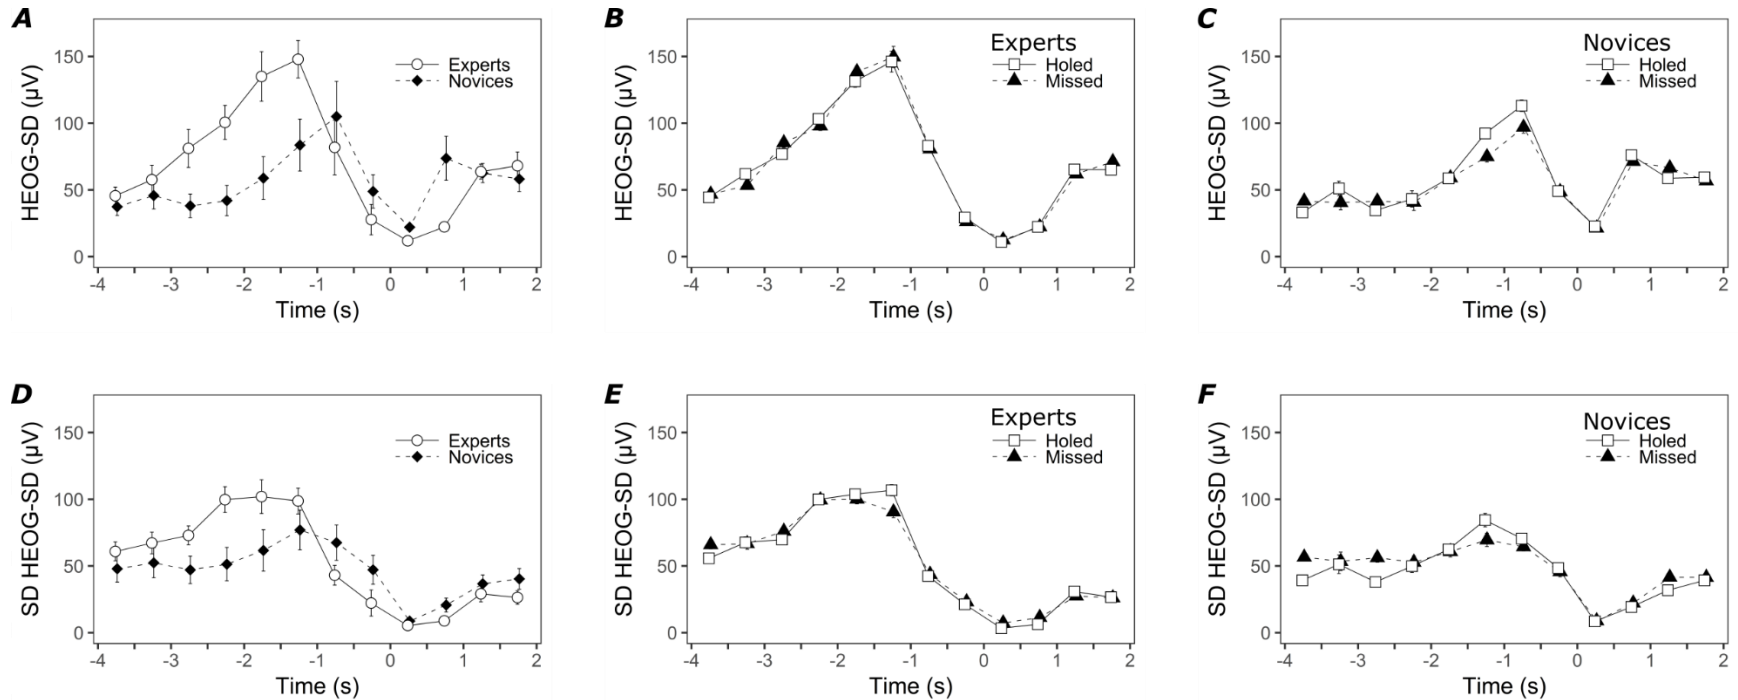 A
HEOG-SD (µV)
150
100
50
0
Experts
Novices
-4 -3 -2 -1 0 1 2
Time (s)
B
HEOG-SD (µV)
150
100
50
0
Experts
Holed
Missed
-4 -3 -2 -1 0 1 2
Time (s)
C
HEOG-SD (µV)
150
100
50
0
Novices
Holed
Missed
-4 -3 -2 -1 0 1 2
Time (s)
D
SD HEOG-SD (µV)
150
100
50
0
Experts
Novices
-4 -3 -2 -1 0 1 2
Time (s)
E
SD HEOG-SD (µV)
150
100
50
0
Experts
Holed
Missed
-4 -3 -2 -1 0 1 2
Time (s)
F
SD HEOG-SD (µV)
150
100
50
0
Novices
Holed
Missed
-4 -3 -2 -1 0 1 2
Time (s)